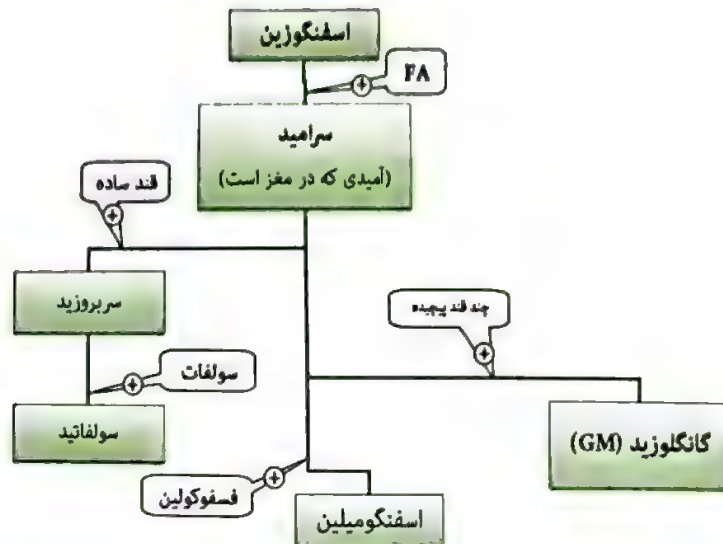 اسفنگوزین
FA
سرامید
(آمیدی که در مغز است)
قند ساده
سربروزید
چند قند پیچیده
سولفات
سولفاتید
گانگلوزید (GM)
فسفوکولین
اسفنگومیلین